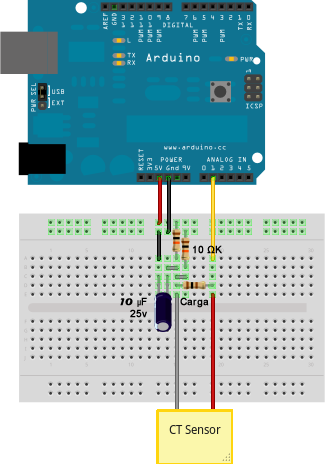 AREF
GND
13
12
11
10
9
8
7
6
5
4
3
2
1
0
PWM
PWM
PWM
PWM
PWM
PWM
TX
RX
DIGITAL
L
TX
RX
Arduino
PWR
1
ICSP
PWR SEL
USB
EXT
www.arduino.cc
POWER
ANALOG IN
RESET
3V3
5V
Gnd
9V
0 1 2 3 4 5
10 ΩK
10 µF
25v
Carga
CT Sensor